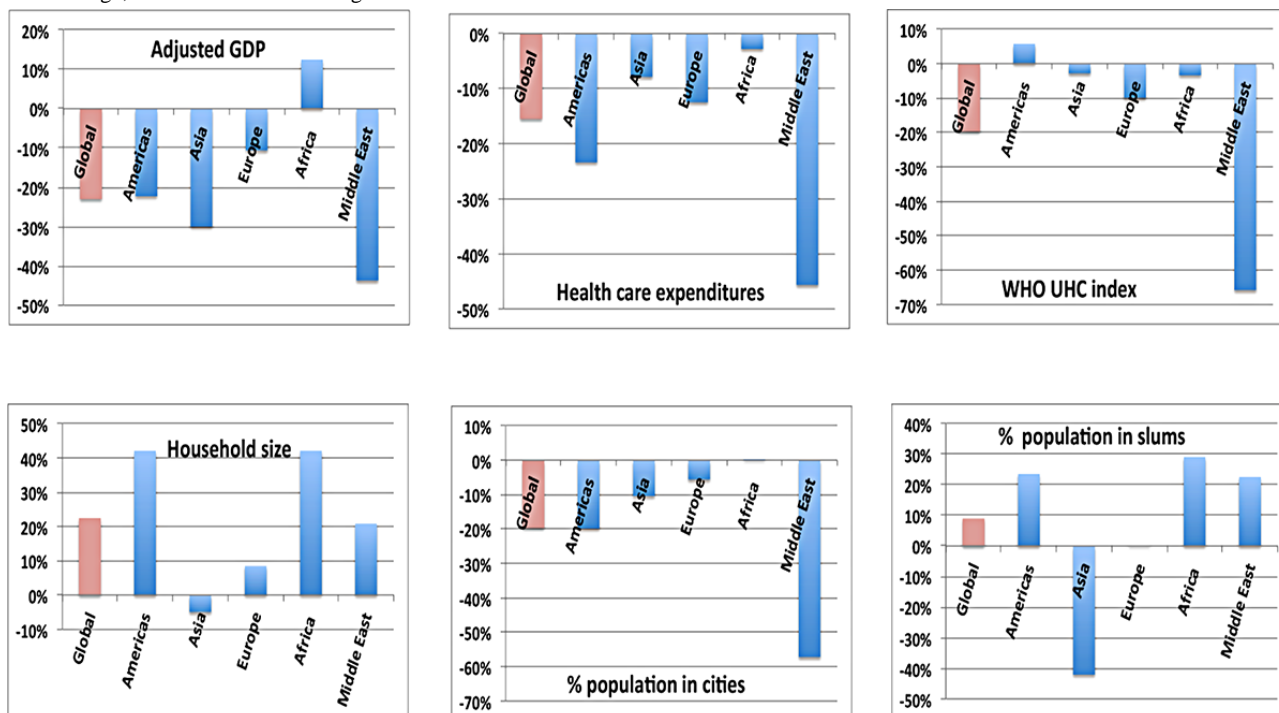 20%
10%
0%
-10%
-20%
-30%
-40%
-50%
Adjusted GDP
Global
Americas
Asia
Europe
Africa
Middle East
0%
-10%
-20%
-30%
-40%
-50%
Global
Americas
Asia
Europe
Africa
Middle East
Health care expenditures
10%
0%
-10%
-20%
-30%
-40%
-50%
-60%
-70%
Global
Americas
Asia
Europe
Africa
Middle East
WHO UHC index
50%
40%
30%
20%
10%
0%
-10%
Household size
Global
Americas
Asia
Europe
Africa
Middle East
10%
0%
-10%
-20%
-30%
-40%
-50%
-60%
-70%
Global
Americas
Asia
Europe
Africa
Middle East
% population in cities
40%
30%
20%
10%
0%
-10%
-20%
-30%
-40%
-50%
% population in slums
Global
Americas
Asia
Europe
Africa
Middle East